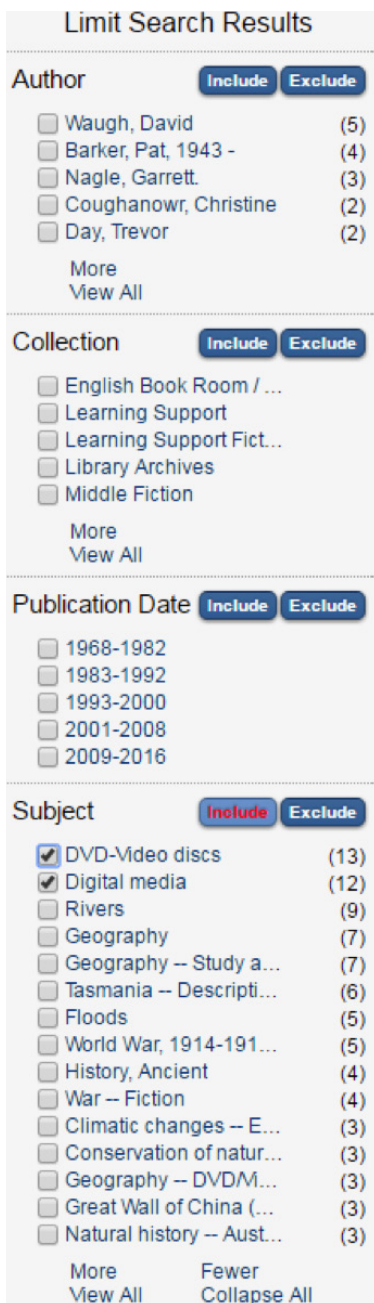 Limit Search Results
Author Include Exclude
Waugh, David (5)
Barker, Pat, 1943 - (4)
Nagle, Garrett. (3)
Coughanowr, Christine (2)
Day, Trevor (2)
More
View All
Collection Include Exclude
English Book Room / ...
Learning Support
Learning Support Fict...
Library Archives
Middle Fiction
More
View All
Publication Date Include Exclude
1968-1982
1983-1992
1993-2000
2001-2008
2009-2016
Subject Include Exclude
DVD-Video discs (13)
Digital media (12)
Rivers (9)
Geography (7)
Geography -- Study a... (7)
Tasmania -- Descripti... (6)
Floods (5)
World War, 1914-191... (5)
History, Ancient (4)
War -- Fiction (4)
Climatic changes -- E... (3)
Conservation of natur... (3)
Geography -- DVD/Vi... (3)
Great Wall of China (... (3)
Natural history -- Aust... (3)
More Fewer
View All Collapse All